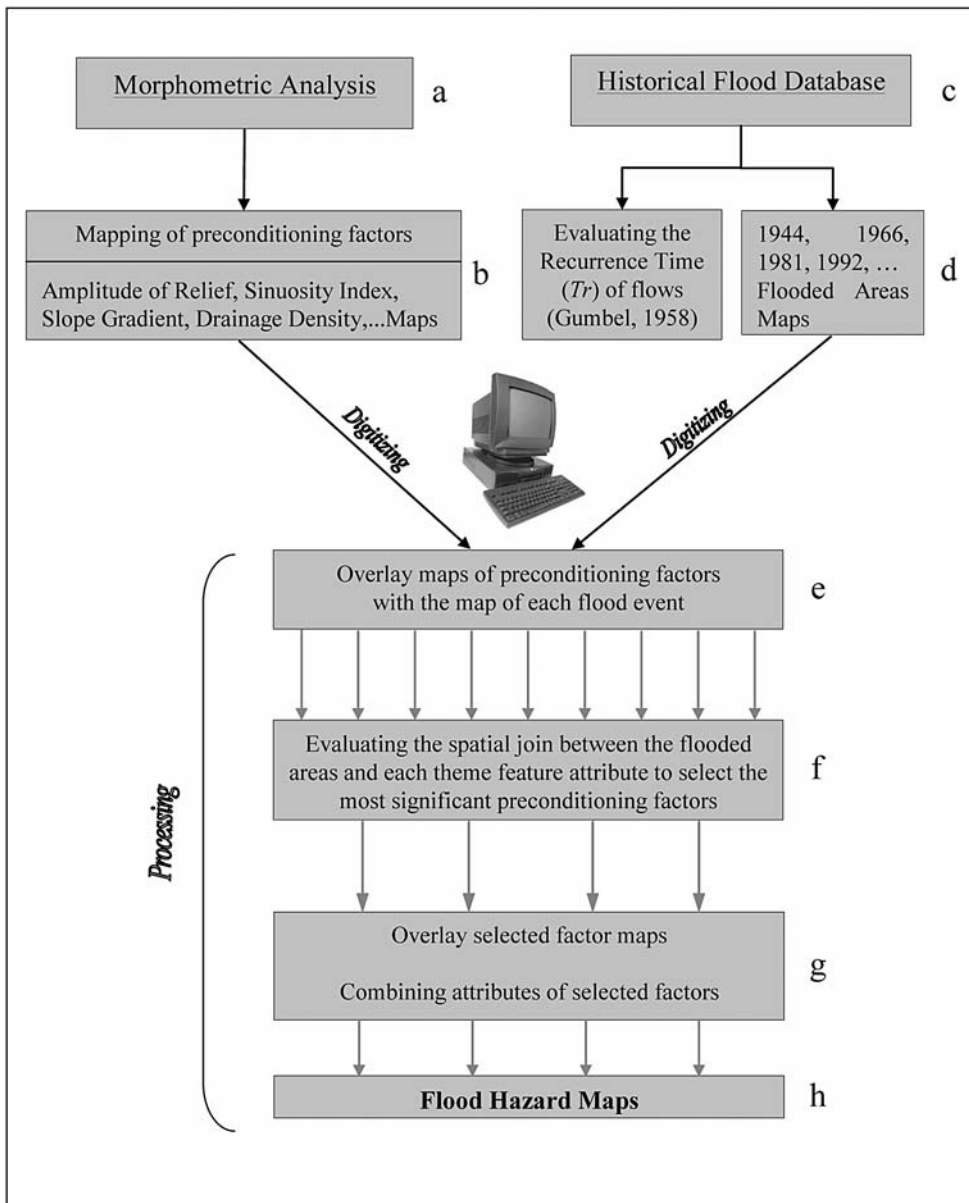 Morphometric Analysis
a
Historical Flood Database
c
Mapping of preconditioning factors
Amplitude of Relief, Sinuosity Index,
Slope Gradient, Drainage Density,...Maps
b
Evaluating the
Recurrence Time
(Tr) of flows
(Gumbel, 1958)
1944, 1966,
1981, 1992, ...
Flooded Areas
Maps
d
Digitizing
Digitizing
Processing
Overlay maps of preconditioning factors
with the map of each flood event
e
Evaluating the spatial join between the flooded
areas and each theme feature attribute to select the
most significant preconditioning factors
f
Overlay selected factor maps
Combining attributes of selected factors
g
Flood Hazard Maps
h